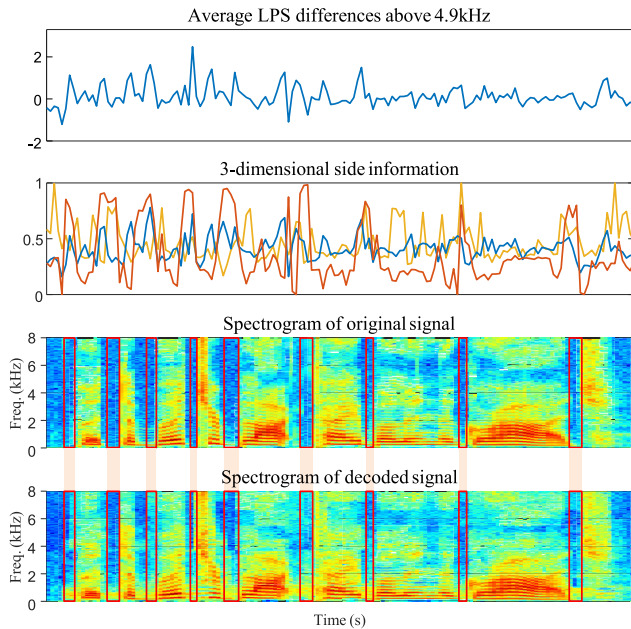 Average LPS differences above 4.9kHz
2
0
-2
3-dimensional side information
1
0.5
0
Spectrogram of original signal
Freq. (kHz)
8
6
4
2
0
Spectrogram of decoded signal
Freq. (kHz)
8
6
4
2
0
Time (s)